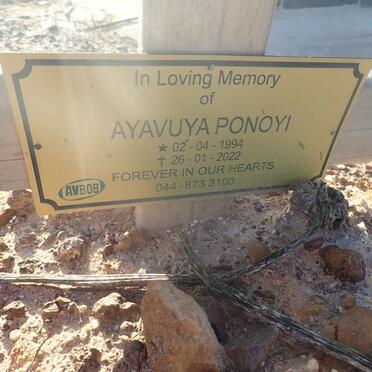 In Loving Memory
of
AYAVUYA PONOYI
★ 02-04-1994
✝ 26-01-2022
FOREVER IN OUR HEARTS
AVBOB
044-873 3100